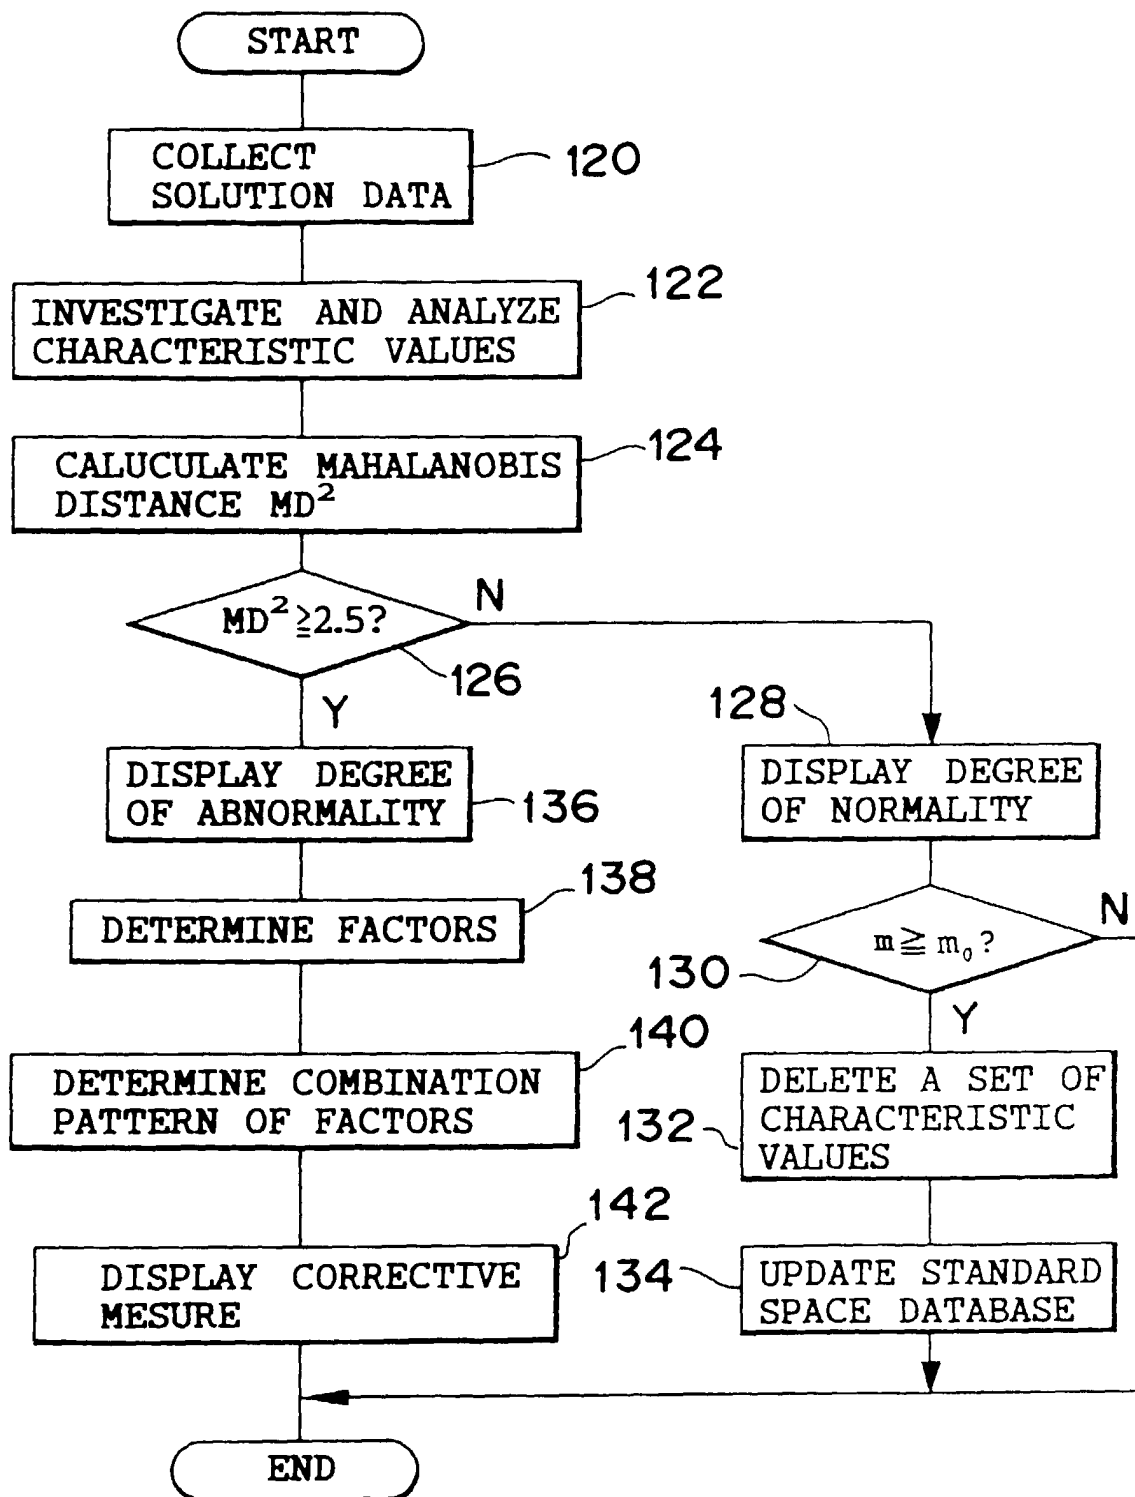 START
COLLECT
SOLUTION DATA
120
INVESTIGATE AND ANALYZE
CHARACTERISTIC VALUES
122
CALUCULATE MAHALANOBIS
DISTANCE MD²
124
MD² ≧2.5?
N
126
Y
DISPLAY DEGREE
OF ABNORMALITY
136
DETERMINE FACTORS
138
DETERMINE COMBINATION
PATTERN OF FACTORS
140
DISPLAY CORRECTIVE
MESURE
142
128
DISPLAY DEGREE
OF NORMALITY
m≧m₀?
N
130
Y
DELETE A SET OF
CHARACTERISTIC
VALUES
132
134
UPDATE STANDARD
SPACE DATABASE
END